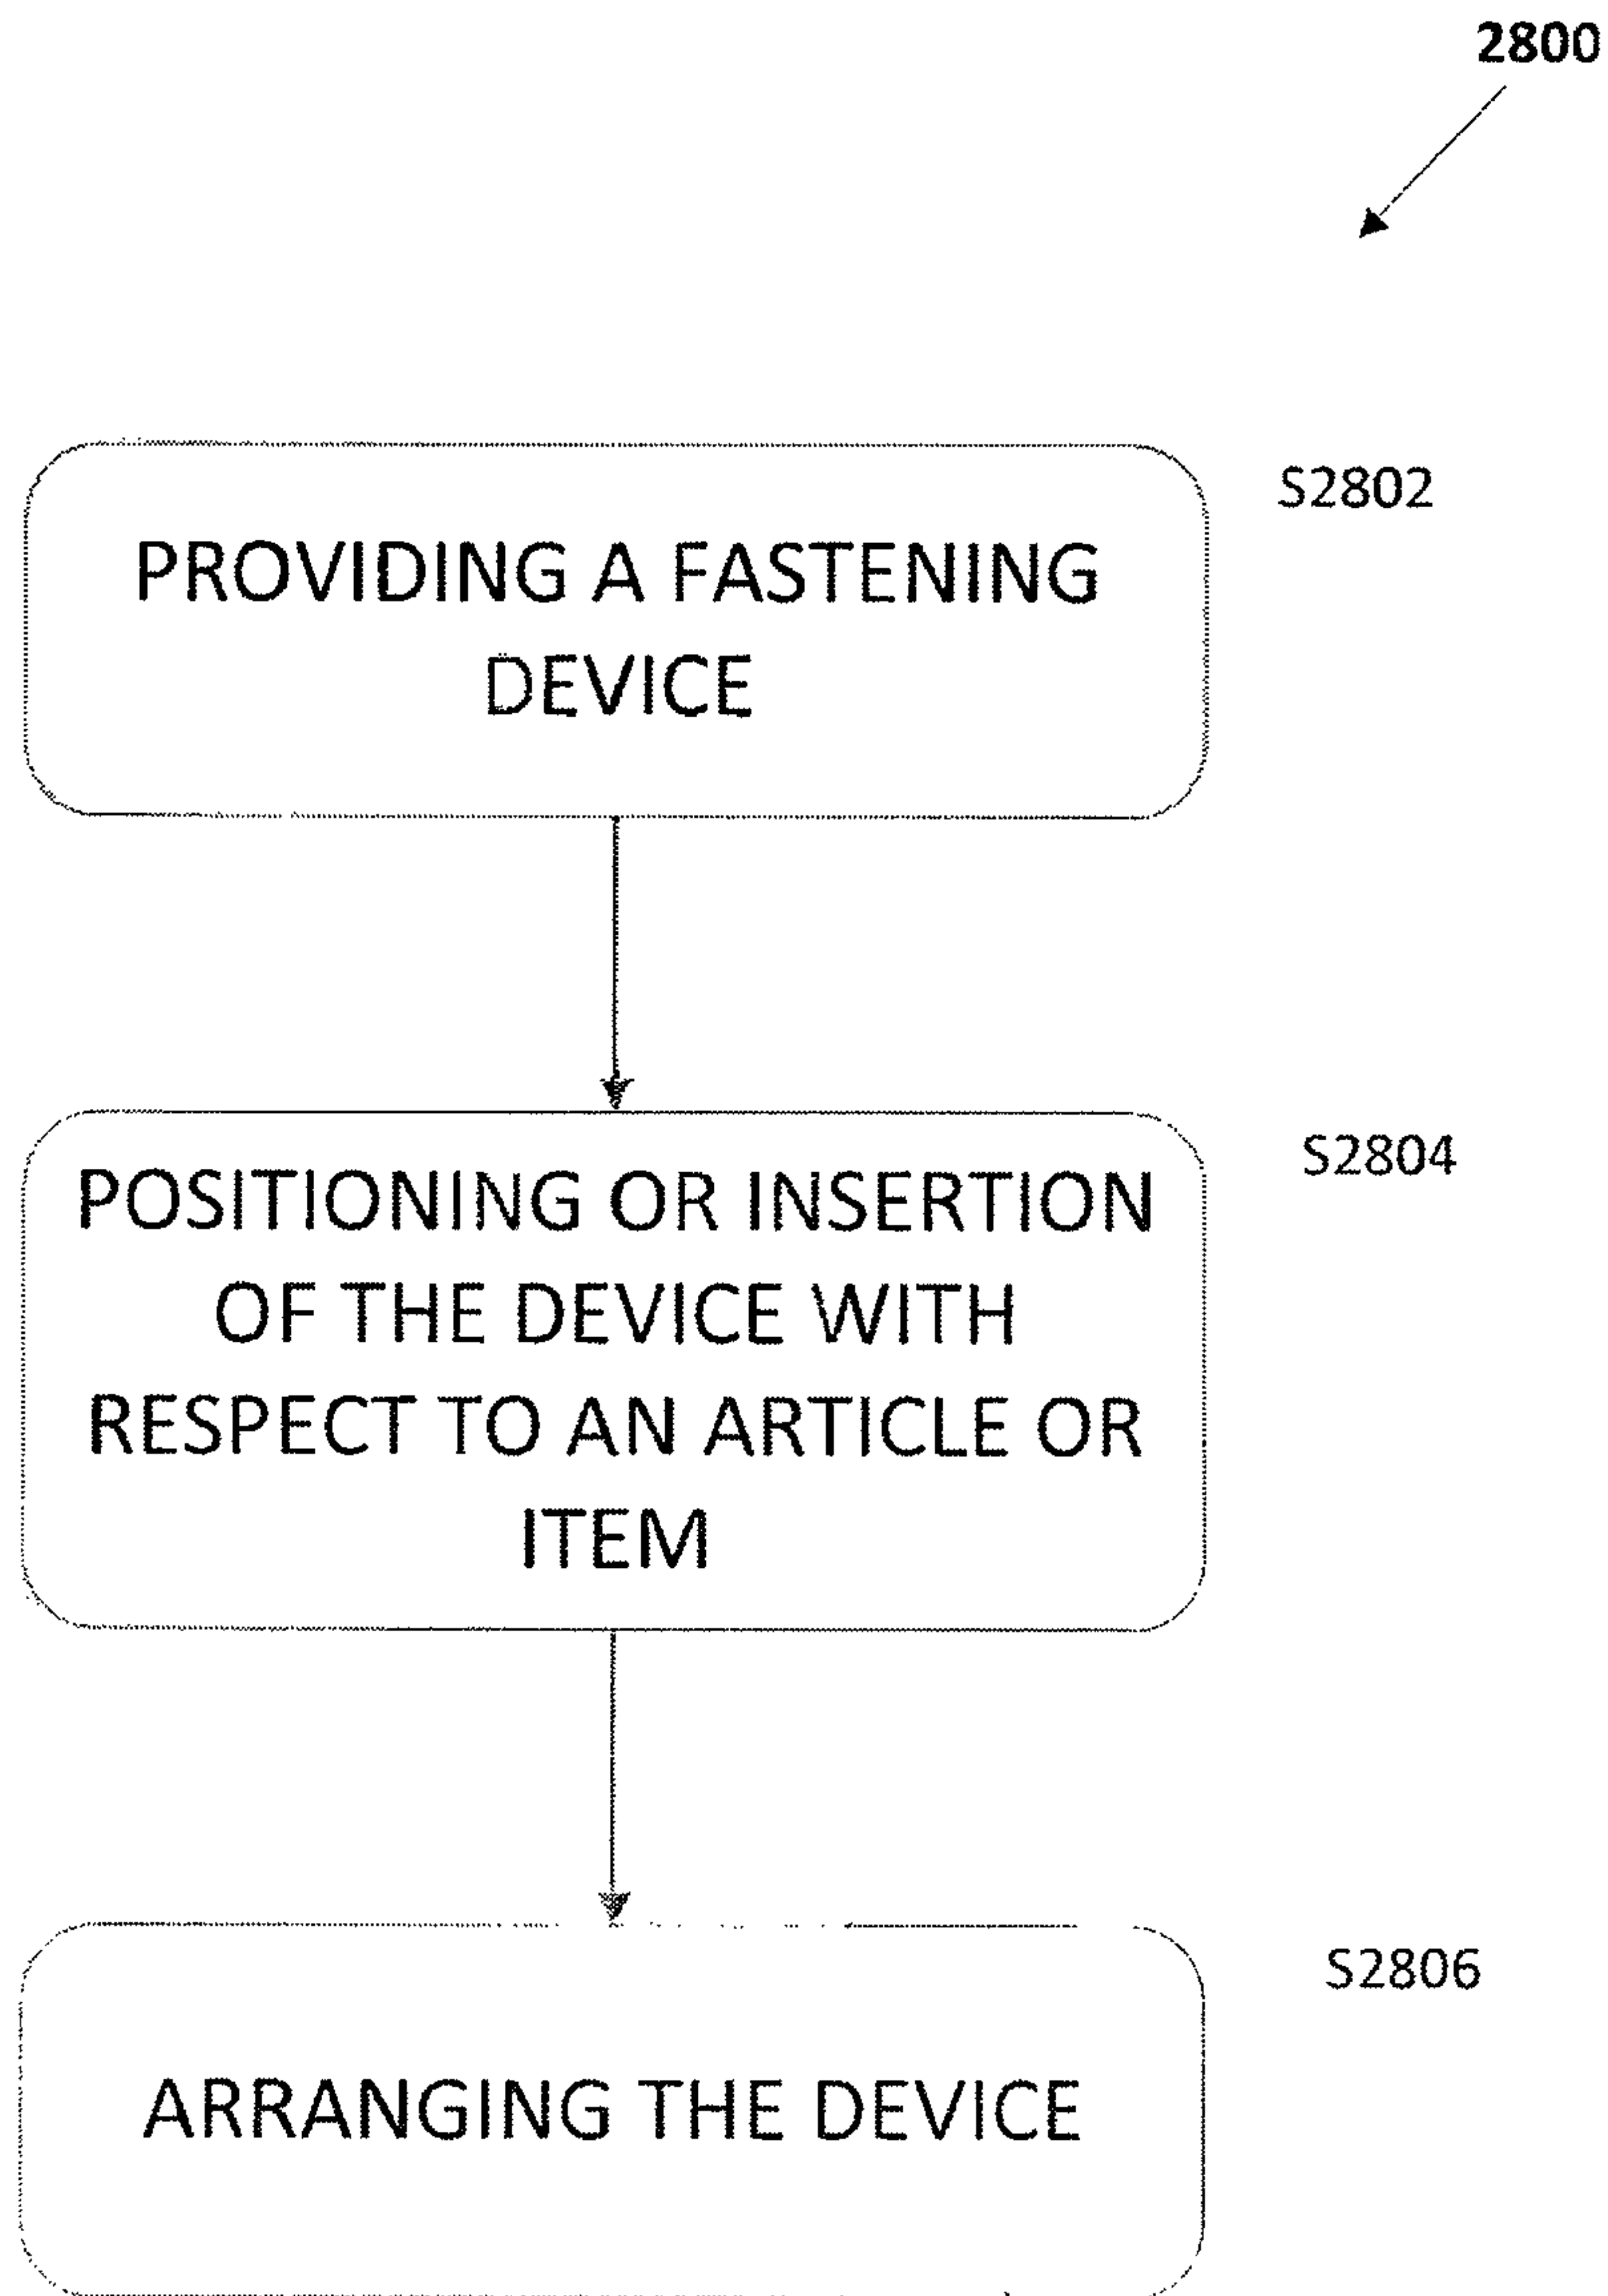 2800
S2802
PROVIDING A FASTENING
DEVICE
S2804
POSITIONING OR INSERTION
OF THE DEVICE WITH
RESPECT TO AN ARTICLE OR
ITEM
S2806
ARRANGING THE DEVICE